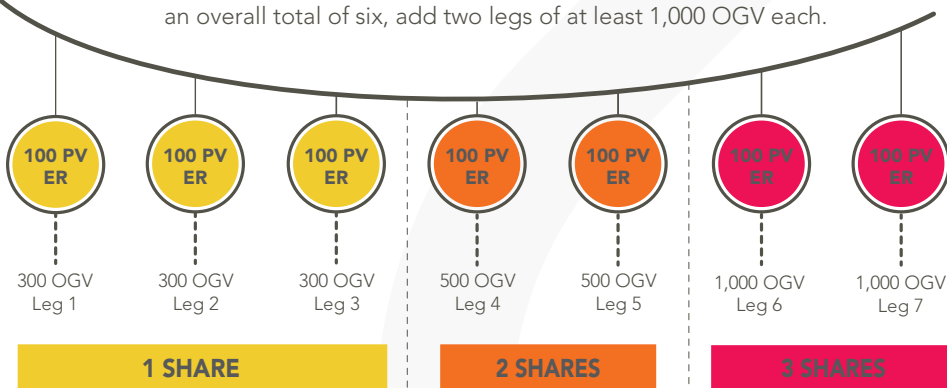 an overall total of six, add two legs of at least 1,000 OGV each.
100 PV
ER
100 PV
ER
100 PV
ER
100 PV
ER
100 PV
ER
100 PV
ER
100 PV
ER
300 OGV
Leg 1
300 OGV
Leg 2
300 OGV
Leg 3
500 OGV
Leg 4
500 OGV
Leg 5
1,000 OGV
Leg 6
1,000 OGV
Leg 7
1 SHARE
2 SHARES
3 SHARES